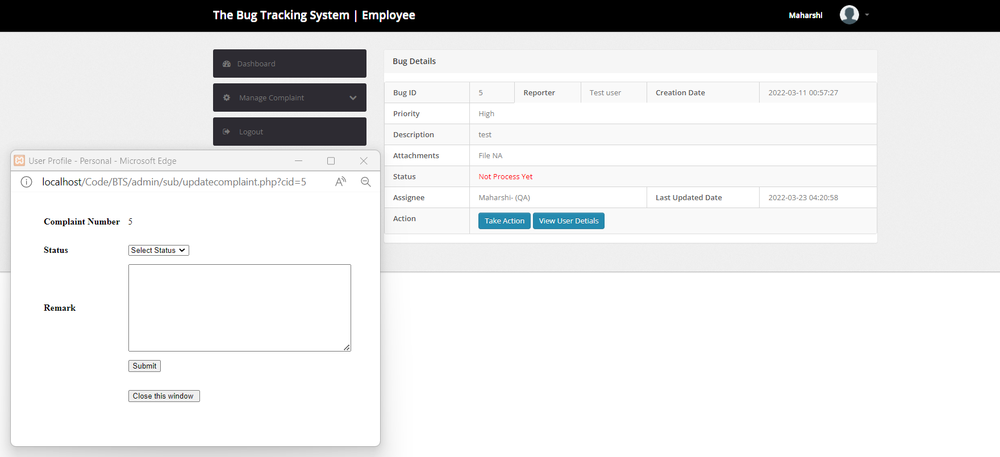 The Bug Tracking System | Employee
Maharshi
Dashboard
Manage Complaint
Logout
Bug Details
Bug ID 5 Reporter Test user Creation Date 2022-03-11 00:57:27
Priority High
Description test
Attachments File NA
Status Not Process Yet
Assignee Maharshi- (QA) Last Updated Date 2022-03-23 04:20:58
Action Take Action View User Detials
User Profile - Personal - Microsoft Edge
localhost/Code/BTS/admin/sub/updatecomplaint.php?cid=5
Complaint Number 5
Status Select Status
Remark
Submit
Close this window